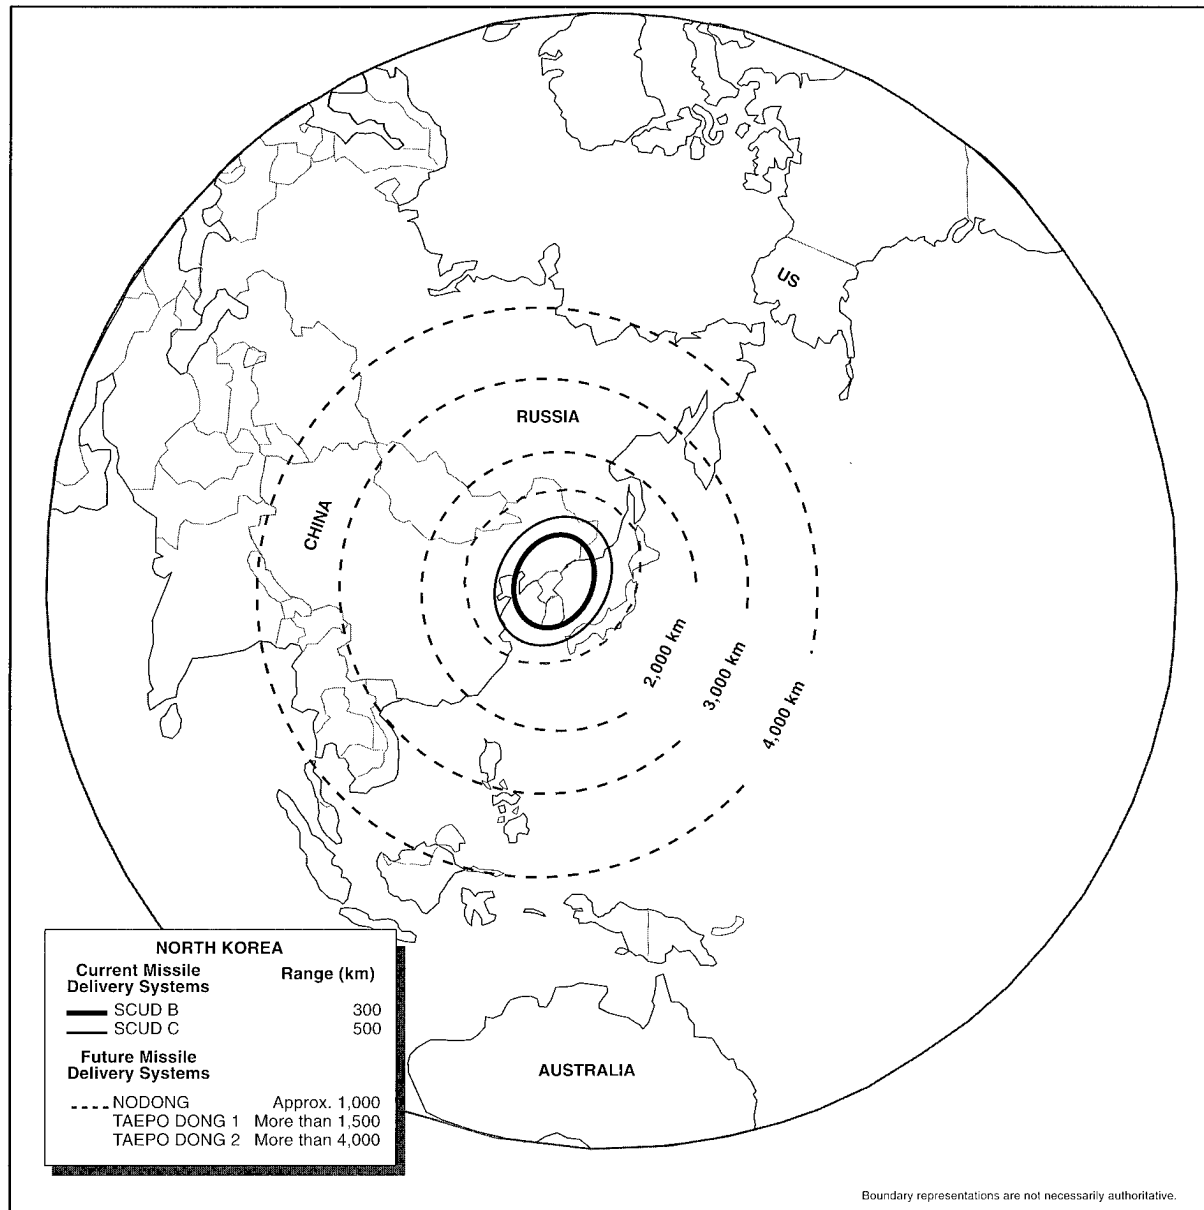 US
RUSSIA
CHINA
2,000 km
3,000 km
4,000 km
NORTH KOREA
Current Missile Range (km)
Delivery Systems
SCUD B 300
SCUD C 500
Future Missile
Delivery Systems
NODONG Approx. 1,000
TAEPO DONG 1 More than 1,500
TAEPO DONG 2 More than 4,000
AUSTRALIA
Boundary representations are not necessarily authoritative.